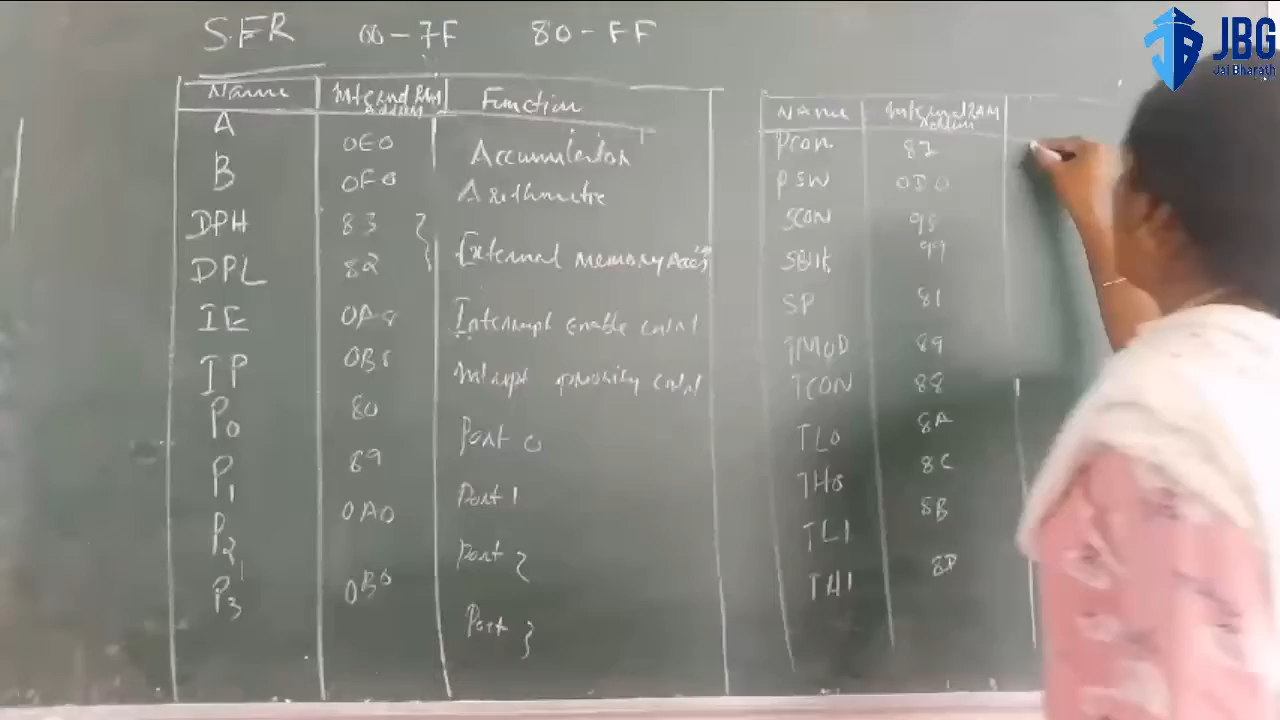 SFR 00-7F 80-FF
Name Internal RAM Address Function
A 0E0 Accumulator
B 0F0 Arithmetic
DPH 83
DPL 82 External memory Access
IE 0A8 Interrupt Enable control
IP 0B8 Interrupt priority control
P0 80 Port 0
P1 89 Port 1
P2 0A0 Port 2
P3 0B0 Port 3
NAME Internal RAM Address
PCON 87
PSW 0D0
SCON 98
SBUF 99
SP 81
TMOD 89
TCON 88
TL0 8A
TH0 8C
TL1 8B
TH1 8D
JBG
Jai Bharath